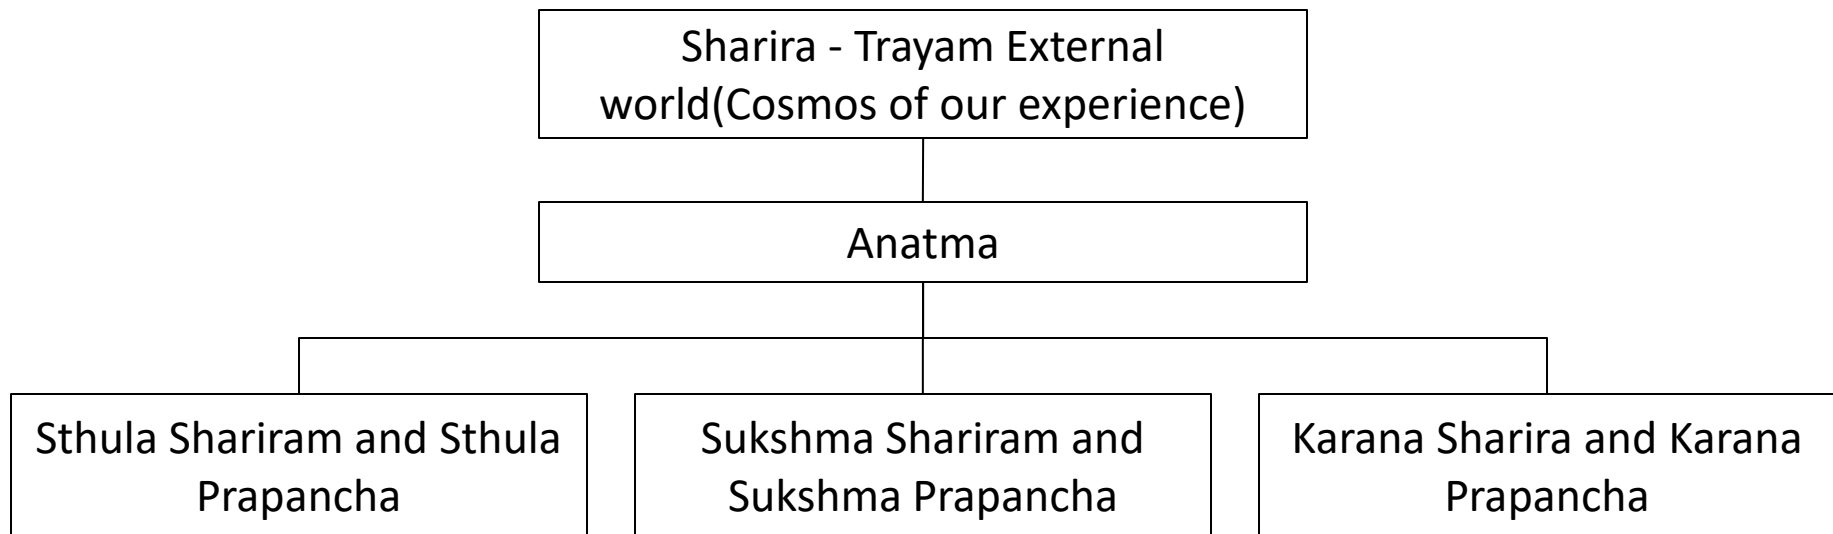 Sharira - Trayam External
world(Cosmos of our experience)
Anatma
Sthula Shariram and Sthula
Prapancha
Sukshma Shariram and
Sukshma Prapancha
Karana Sharira and Karana
Prapancha